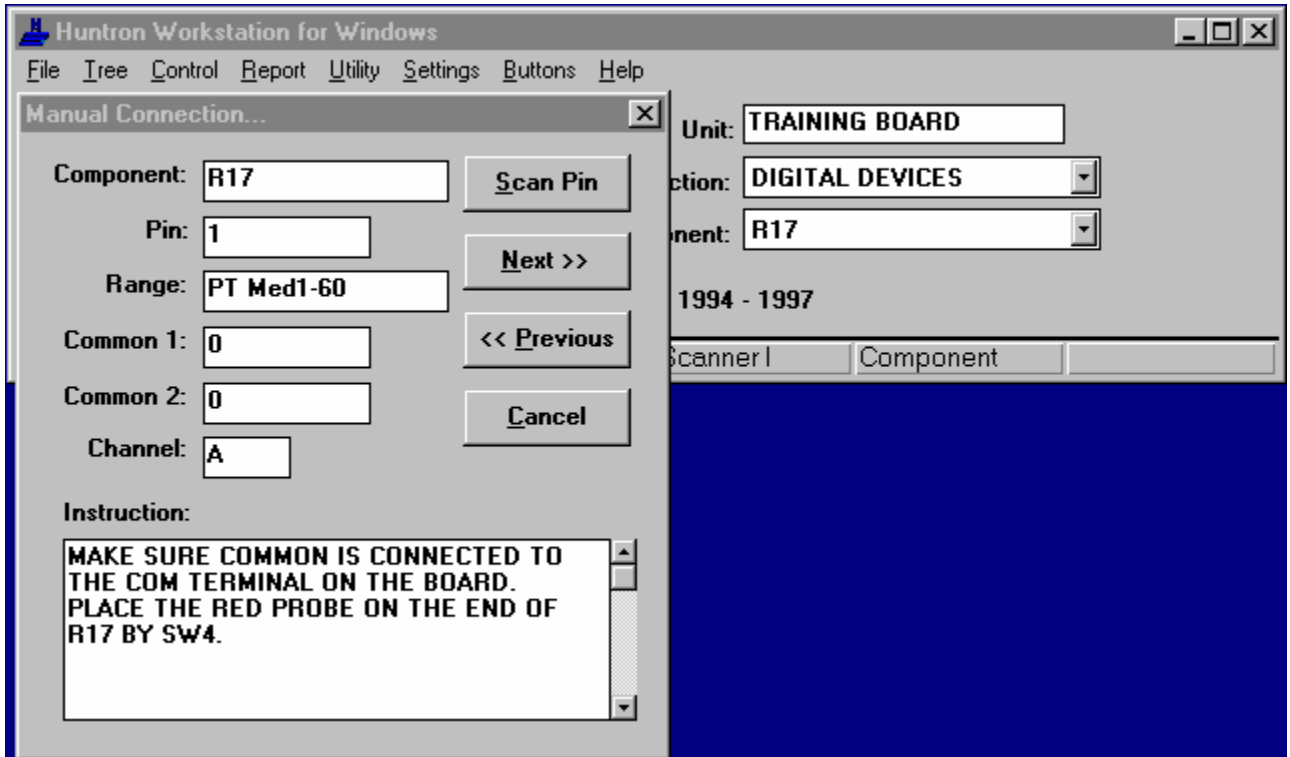 Huntron Workstation for Windows
File Tree Control Report Utility Settings Buttons Help
Manual Connection...
Component: R17
Pin: 1
Range: PT Med1-60
Common 1: 0
Common 2: 0
Channel: A
Scan Pin
Next >>
<< Previous
Cancel
Instruction:
MAKE SURE COMMON IS CONNECTED TO
THE COM TERMINAL ON THE BOARD.
PLACE THE RED PROBE ON THE END OF
R17 BY SW4.
Unit: TRAINING BOARD
ction: DIGITAL DEVICES
nent: R17
1994 - 1997
Scanner I Component